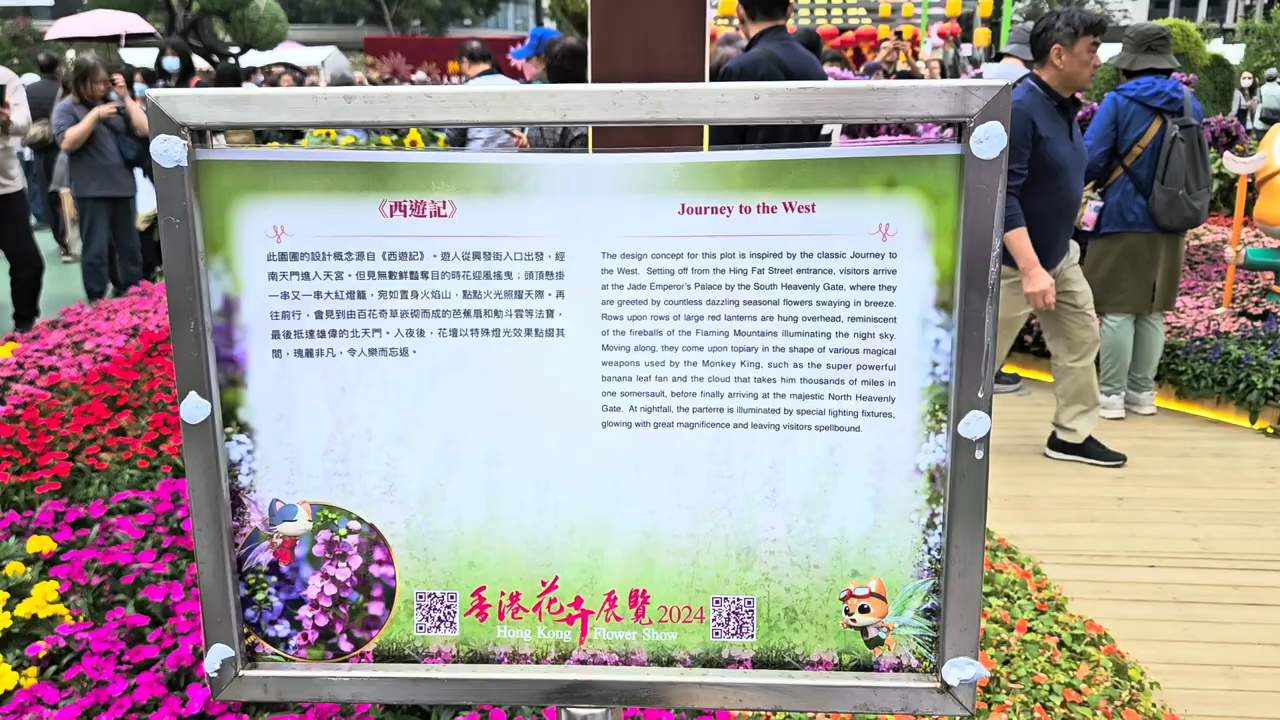 《西遊記》
此園圃的設計概念源自《西遊記》。遊人從興發街入口出發，經
南天門進入天宮。但見無數鮮豔奪目的時花迎風搖曳；頭頂懸掛
一串又一串大紅燈籠，宛如置身火焰山，點點火光照耀天際。再
往前行，會見到由百花奇草嵌砌而成的芭蕉扇和觔斗雲等法寶，
最後抵達雄偉的北天門。入夜後，花壇以特殊燈光效果點綴其
間，瑰麗非凡，令人樂而忘返。
Journey to the West
The design concept for this plot is inspired by the classic Journey to
the West. Setting off from the Hing Fat Street entrance, visitors arrive
at the Jade Emperor's Palace by the South Heavenly Gate, where they
are greeted by countless dazzling seasonal flowers swaying in breeze.
Rows upon rows of large red lanterns are hung overhead, reminiscent
of the fireballs of the Flaming Mountains illuminating the night sky.
Moving along, they come upon topiary in the shape of various magical
weapons used by the Monkey King, such as the super powerful
banana leaf fan and the cloud that takes him thousands of miles in
one somersault, before finally arriving at the majestic North Heavenly
Gate. At nightfall, the parterre is illuminated by special lighting fixtures,
glowing with great magnificence and leaving visitors spellbound.
香港花卉展覽2024
Hong Kong Flower Show